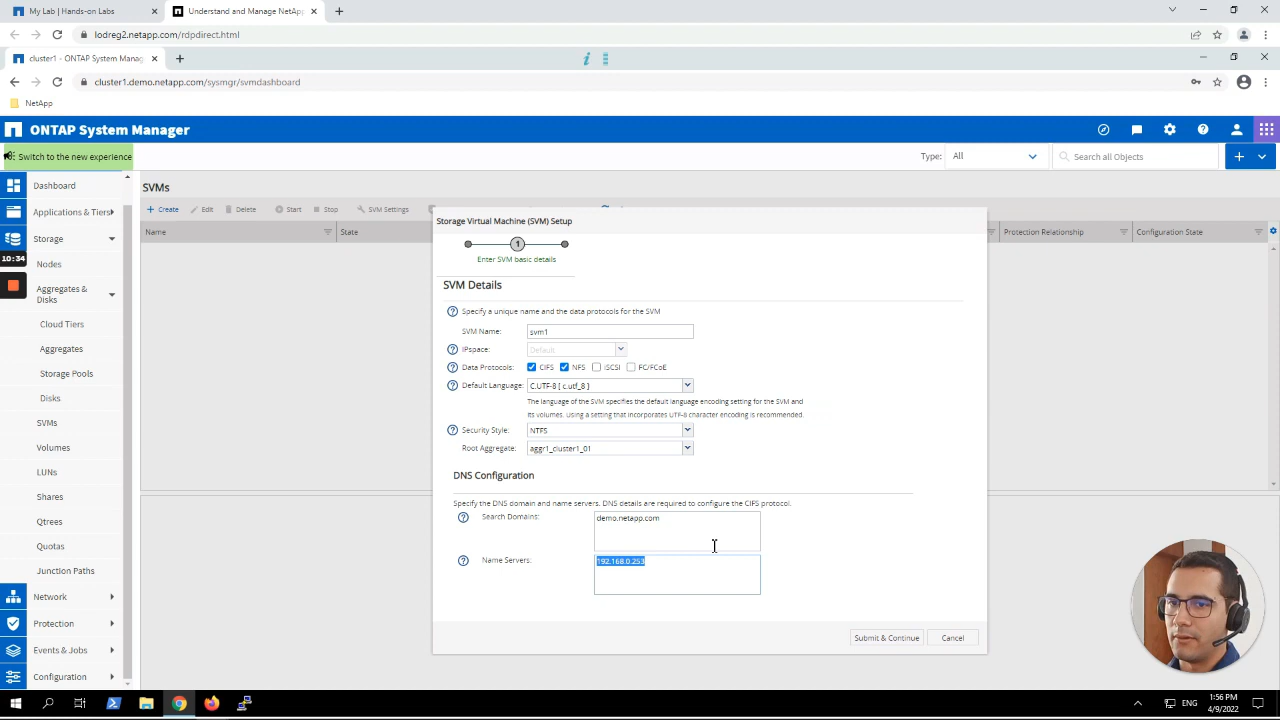 My Lab | Hands-on Labs
Understand and Manage NetApp
lodreg2.netapp.com/rdpdirect.html
cluster1 - ONTAP System Manag
cluster1.demo.netapp.com/sysmgr/svmdashboard
NetApp
ONTAP System Manager
Switch to the new experience
Type: All
Search all Objects
Dashboard
Applications & Tiers
Storage
10:34
Nodes
Aggregates &
Disks
Cloud Tiers
Aggregates
Storage Pools
Disks
SVMs
Volumes
LUNs
Shares
Qtrees
Quotas
Junction Paths
Network
Protection
Events & Jobs
Configuration
SVMs
Create Edit Delete Start Stop SVM Settings
Name State Protection Relationship Configuration State
Storage Virtual Machine (SVM) Setup
1
Enter SVM basic details
SVM Details
Specify a unique name and the data protocols for the SVM
SVM Name: svm1
IPspace: Default
Data Protocols: CIFS NFS iSCSI FC/FCoE
Default Language: C.UTF-8 [ c.utf_8 ]
The language of the SVM specifies the default language encoding setting for the SVM and
its volumes. Using a setting that incorporates UTF-8 character encoding is recommended.
Security Style: NTFS
Root Aggregate: aggr1_cluster1_01
DNS Configuration
Specify the DNS domain and name servers. DNS details are required to configure the CIFS protocol.
Search Domains: demo.netapp.com
Name Servers: 192.168.0.253
Submit & Continue Cancel
ENG
1:56 PM
4/9/2022